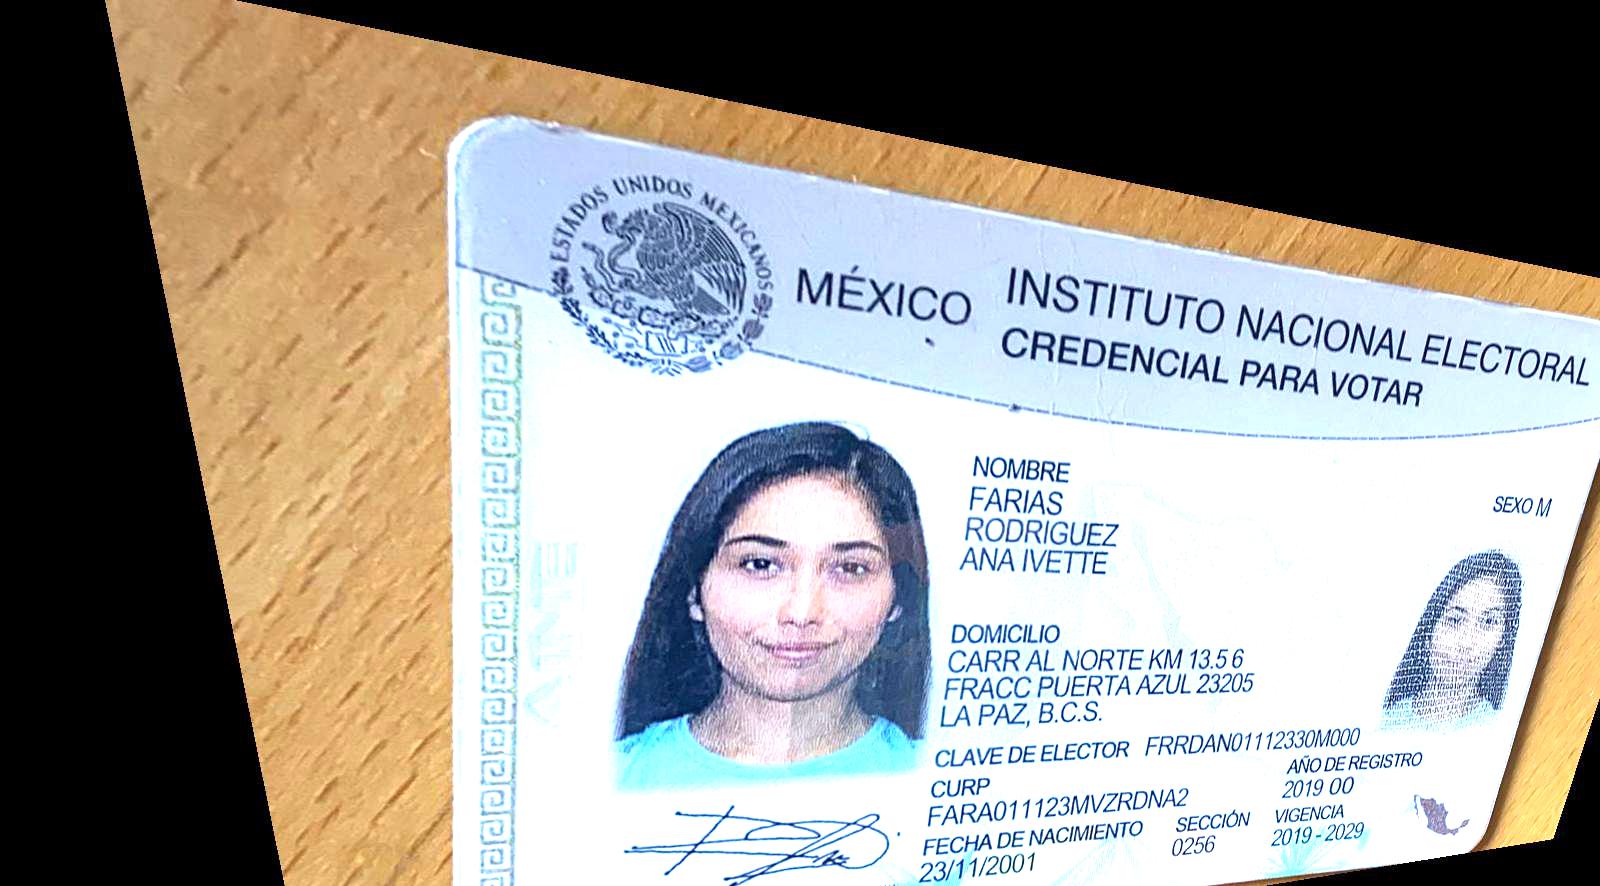 ESTADOS UNIDOS MEXICANOS
MÉXICO INSTITUTO NACIONAL ELECTORAL
CREDENCIAL PARA VOTAR
NOMBRE
FARIAS
RODRIGUEZ
ANA IVETTE
SEXO M
DOMICILIO
CARR AL NORTE KM 13.5 6
FRACC PUERTA AZUL 23205
LA PAZ, B.C.S.
CLAVE DE ELECTOR FRRDAN01112330M000
CURP
FARA011123MVZRDNA2
AÑO DE REGISTRO
2019 00
FECHA DE NACIMIENTO
23/11/2001
SECCIÓN
0256
VIGENCIA
2019 - 2029